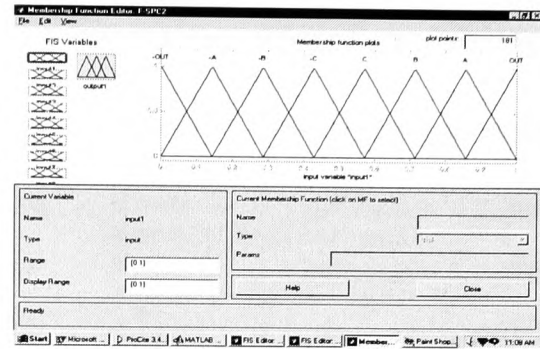 Membership Function Editor: F-SPC2
File Edit View
FIS Variables
Membership function plots
plot points:
181
-OUT -A -B -C C B A OUT
output1
input variable "input1"
Current Variable
Name input1
Type input
Range [0 1]
Display Range [0 1]
Current Membership Function (click on MF to select)
Name
Type
Params
Help
Close
Ready
Start Microsoft ... ProCite 3.4... MATLAB ... FIS Editor: ... FIS Editor: ... Member... Paint Shop... 11:08 AM